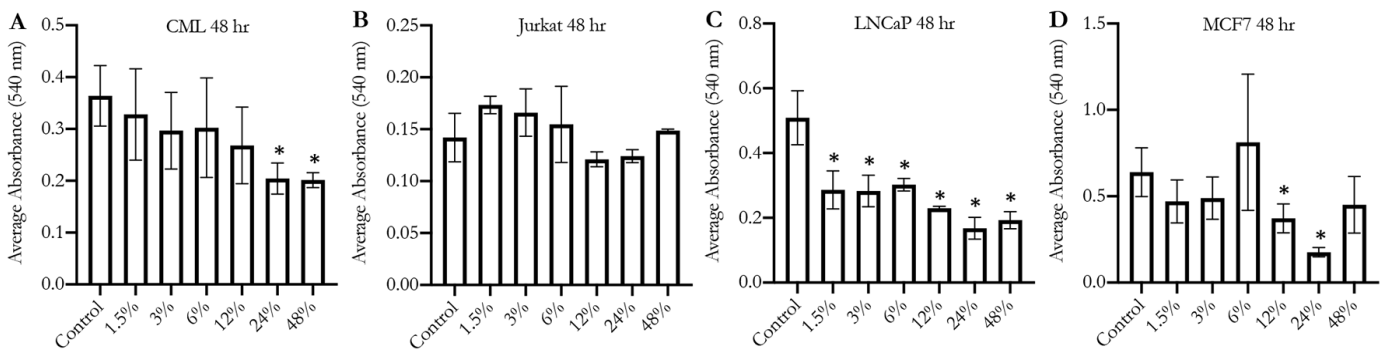 A
CML 48 hr
Average Absorbance (540 nm)
0.5
0.4
0.3
0.2
0.1
0.0
* *
Control 1.5% 3% 6% 12% 24% 48%
B
Jurkat 48 hr
Average Absorbance (540 nm)
0.25
0.20
0.15
0.10
0.05
0.00
Control 1.5% 3% 6% 12% 24% 48%
C
LNCaP 48 hr
Average Absorbance (540 nm)
0.8
0.6
0.4
0.2
0.0
* * * * * *
Control 1.5% 3% 6% 12% 24% 48%
D
MCF7 48 hr
Average Absorbance (540 nm)
1.5
1.0
0.5
0.0
* *
Control 1.5% 3% 6% 12% 24% 48%